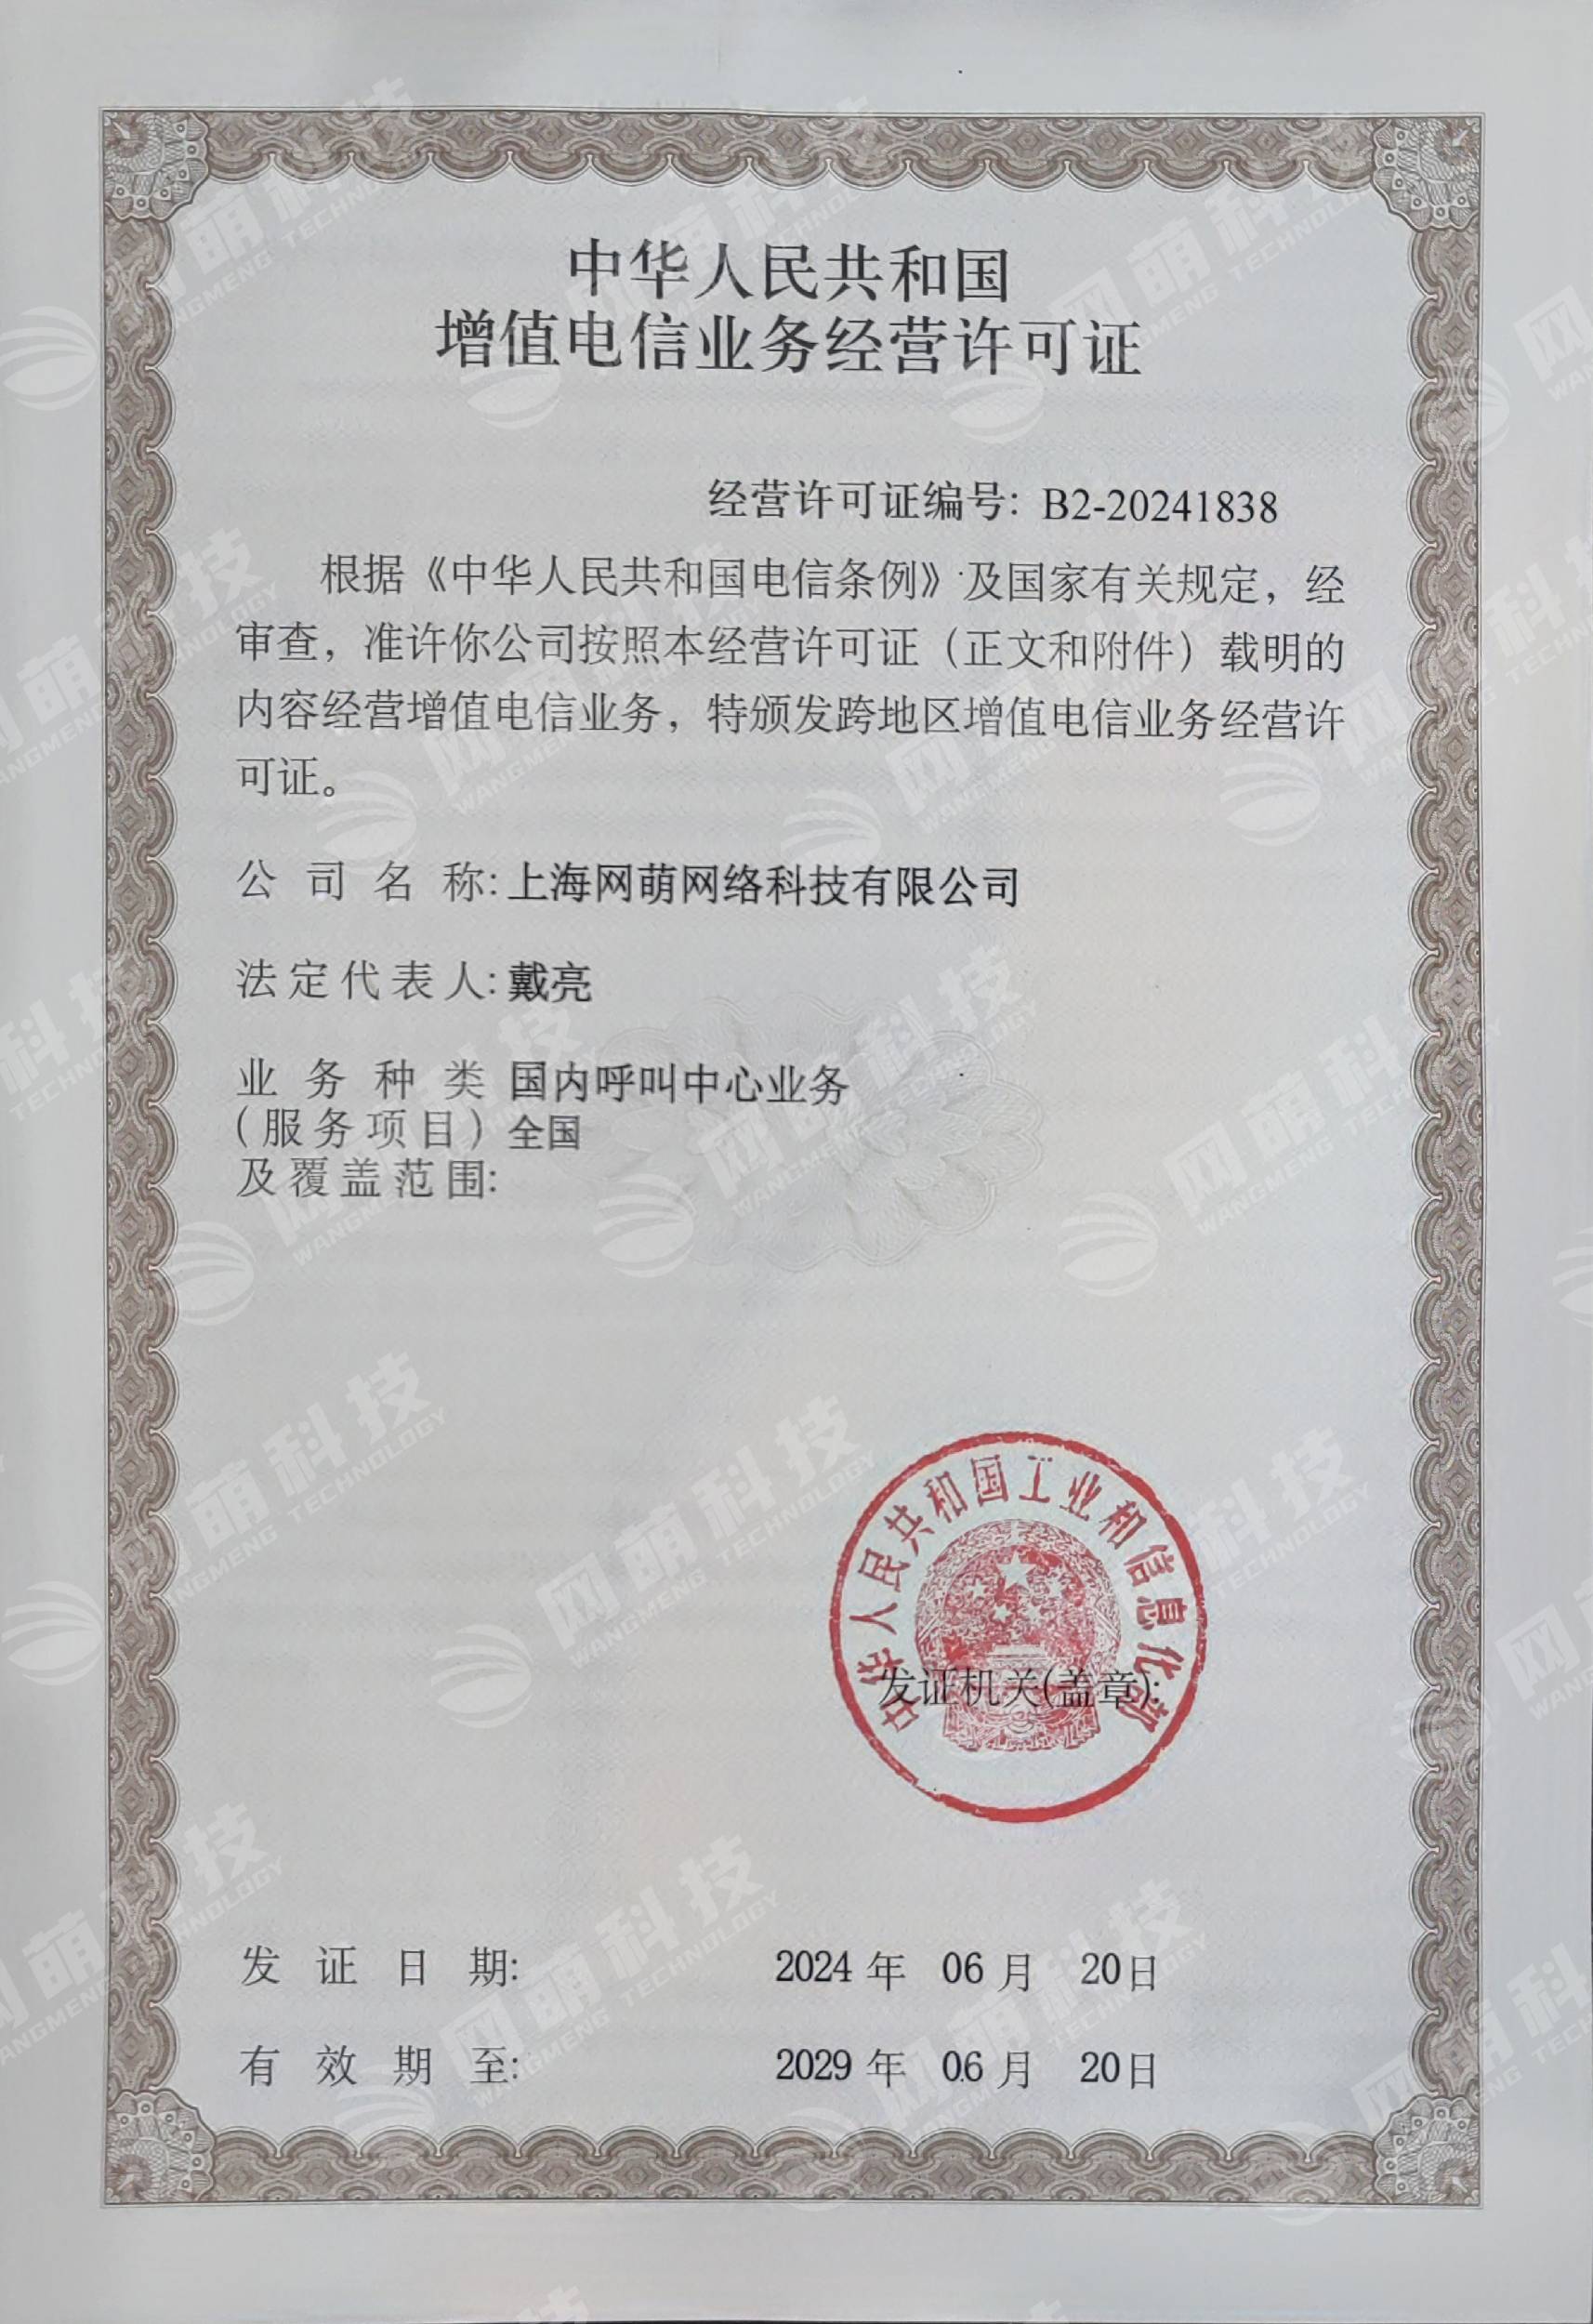 中华人民共和国
增值电信业务经营许可证
经营许可证编号: B2-20241838
根据《中华人民共和国电信条例》及国家有关规定，经
审查，准许你公司按照本经营许可证（正文和附件）载明的
内容经营增值电信业务，特颁发跨地区增值电信业务经营许
可证。
公司名称:上海网萌网络科技有限公司
法定代表人:戴亮
业务种类 国内呼叫中心业务
（服务项目）全国
及覆盖范围:
中华人民共和国工业和信息化部
发证机关(盖章):
发证日期: 2024 年 06 月 20日
有效期至: 2029 年 06 月 20日
网萌科技
WANGMENG TECHNOLOGY